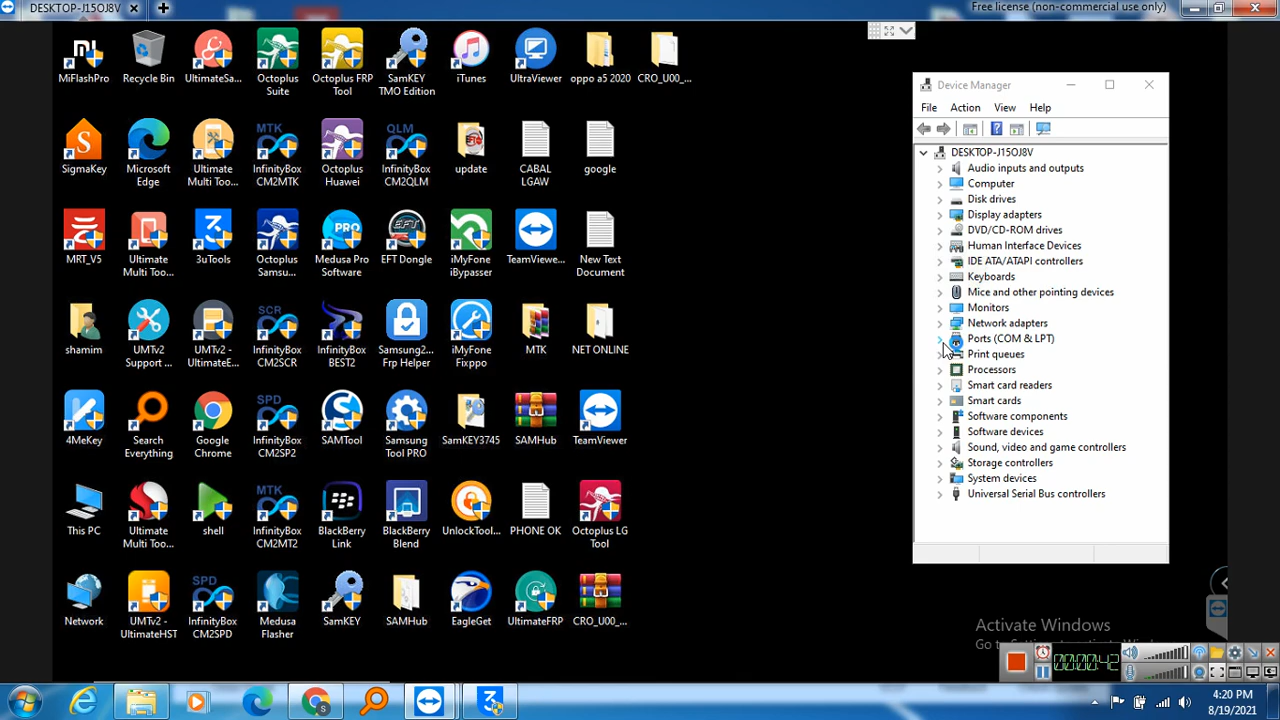 DESKTOP-J15OJ8V
Free license (non-commercial use only)
MiFlashPro
Recycle Bin
UltimateSa...
Octoplus
Suite
Octoplus FRP
Tool
SamKEY
TMO Edition
iTunes
UltraViewer
oppo a5 2020
CRO_U00_...
SigmaKey
Microsoft
Edge
Ultimate
Multi Too...
MTK
InfinityBox
CM2MTK
Octoplus
Huawei
QLM
InfinityBox
CM2QLM
update
CABAL
LGAW
google
MRT_V5
Ultimate
Multi Too...
3uTools
Octoplus
Samsu...
Medusa Pro
Software
EFT
EFT Dongle
iMyFone
iBypasser
TeamViewe...
New Text
Document
shamim
UMTv2
Support ...
UMTv2 -
UltimateE...
SCR
InfinityBox
CM2SCR
InfinityBox
BEST2
Samsung2...
Frp Helper
iMyFone
Fixppo
MTK
NET ONLINE
4MeKey
Search
Everything
Google
Chrome
SPD
InfinityBox
CM2SP2
SAMTool
Samsung
Tool PRO
SamKEY3745
SAMHub
TeamViewer
This PC
Ultimate
Multi Too...
shell
MTK
InfinityBox
CM2MT2
BlackBerry
Link
BlackBerry
Blend
UnlockTool...
PHONE OK
Octoplus LG
Tool
Network
UMTv2 -
UltimateHST
SPD
InfinityBox
CM2SPD
Medusa
Flasher
SamKEY
SAMHub
EagleGet
UltimateFRP
CRO_U00_...
Device Manager
File
Action
View
Help
DESKTOP-J15OJ8V
Audio inputs and outputs
Computer
Disk drives
Display adapters
DVD/CD-ROM drives
Human Interface Devices
IDE ATA/ATAPI controllers
Keyboards
Mice and other pointing devices
Monitors
Network adapters
Ports (COM & LPT)
Print queues
Processors
Smart card readers
Smart cards
Software components
Software devices
Sound, video and game controllers
Storage controllers
System devices
Universal Serial Bus controllers
Activate Windows
Go to
00:00:42
4:20 PM
8/19/2021